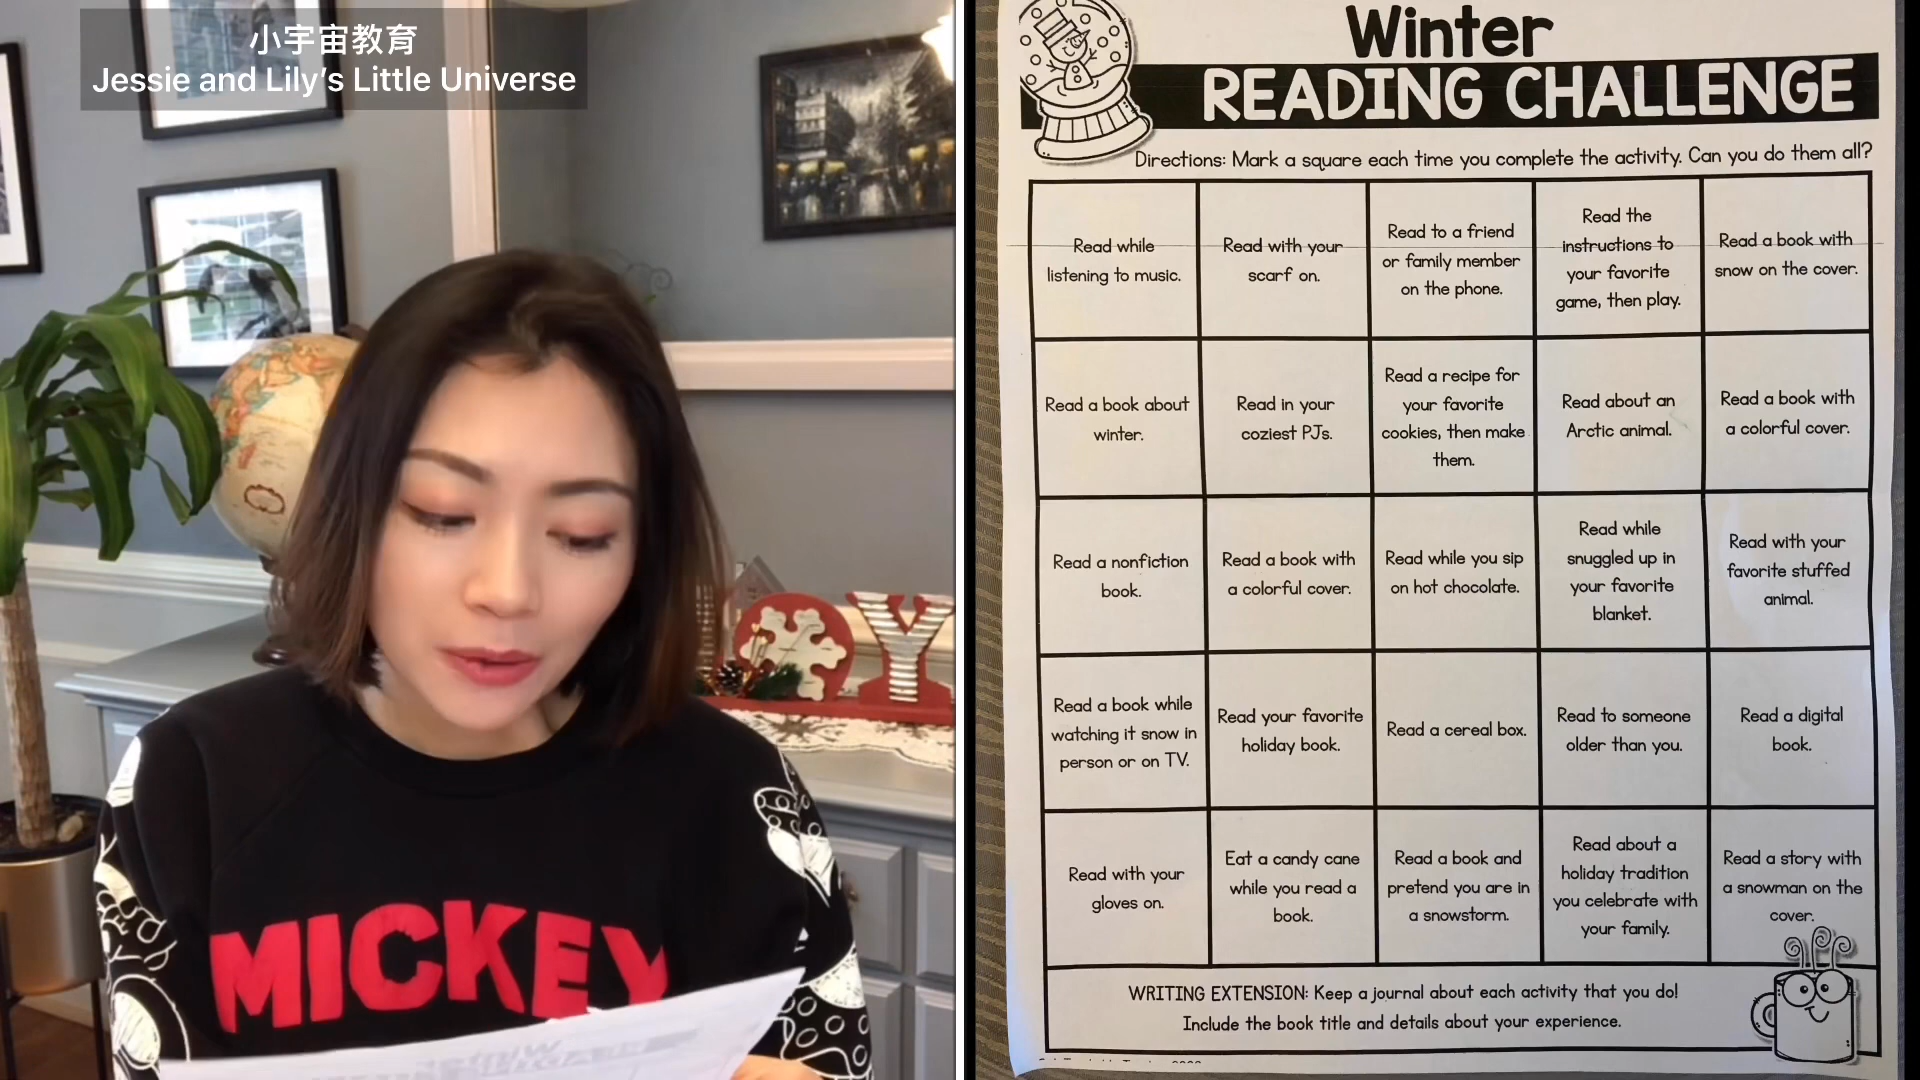 小宇宙教育
Jessie and Lily's Little Universe
MICKEY
Winter
READING CHALLENGE
Directions: Mark a square each time you complete the activity. Can you do them all?
Read while
listening to music.
Read with your
scarf on.
Read to a friend
or family member
on the phone.
Read the
instructions to
your favorite
game, then play.
Read a book with
snow on the cover.
Read a book about
winter.
Read in your
coziest PJs.
Read a recipe for
your favorite
cookies, then make
them.
Read about an
Arctic animal.
Read a book with
a colorful cover.
Read a nonfiction
book.
Read a book with
a colorful cover.
Read while you sip
on hot chocolate.
Read while
snuggled up in
your favorite
blanket.
Read with your
favorite stuffed
animal.
Read a book while
watching it snow in
person or on TV.
Read your favorite
holiday book.
Read a cereal box.
Read to someone
older than you.
Read a digital
book.
Read with your
gloves on.
Eat a candy cane
while you read a
book.
Read a book and
pretend you are in
a snowstorm.
Read about a
holiday tradition
you celebrate with
your family.
Read a story with
a snowman on the
cover.
WRITING EXTENSION: Keep a journal about each activity that you do!
Include the book title and details about your experience.